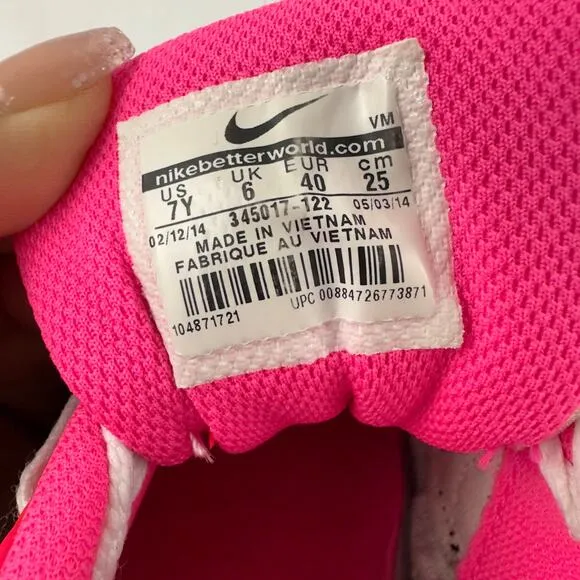 VM
nikebetterworld.com
US UK EUR cm
7Y 6 40 25
02/12/14 345017-122 05/03/14
MADE IN VIETNAM
FABRIQUE AU VIETNAM
UPC 00884726773871
104871721